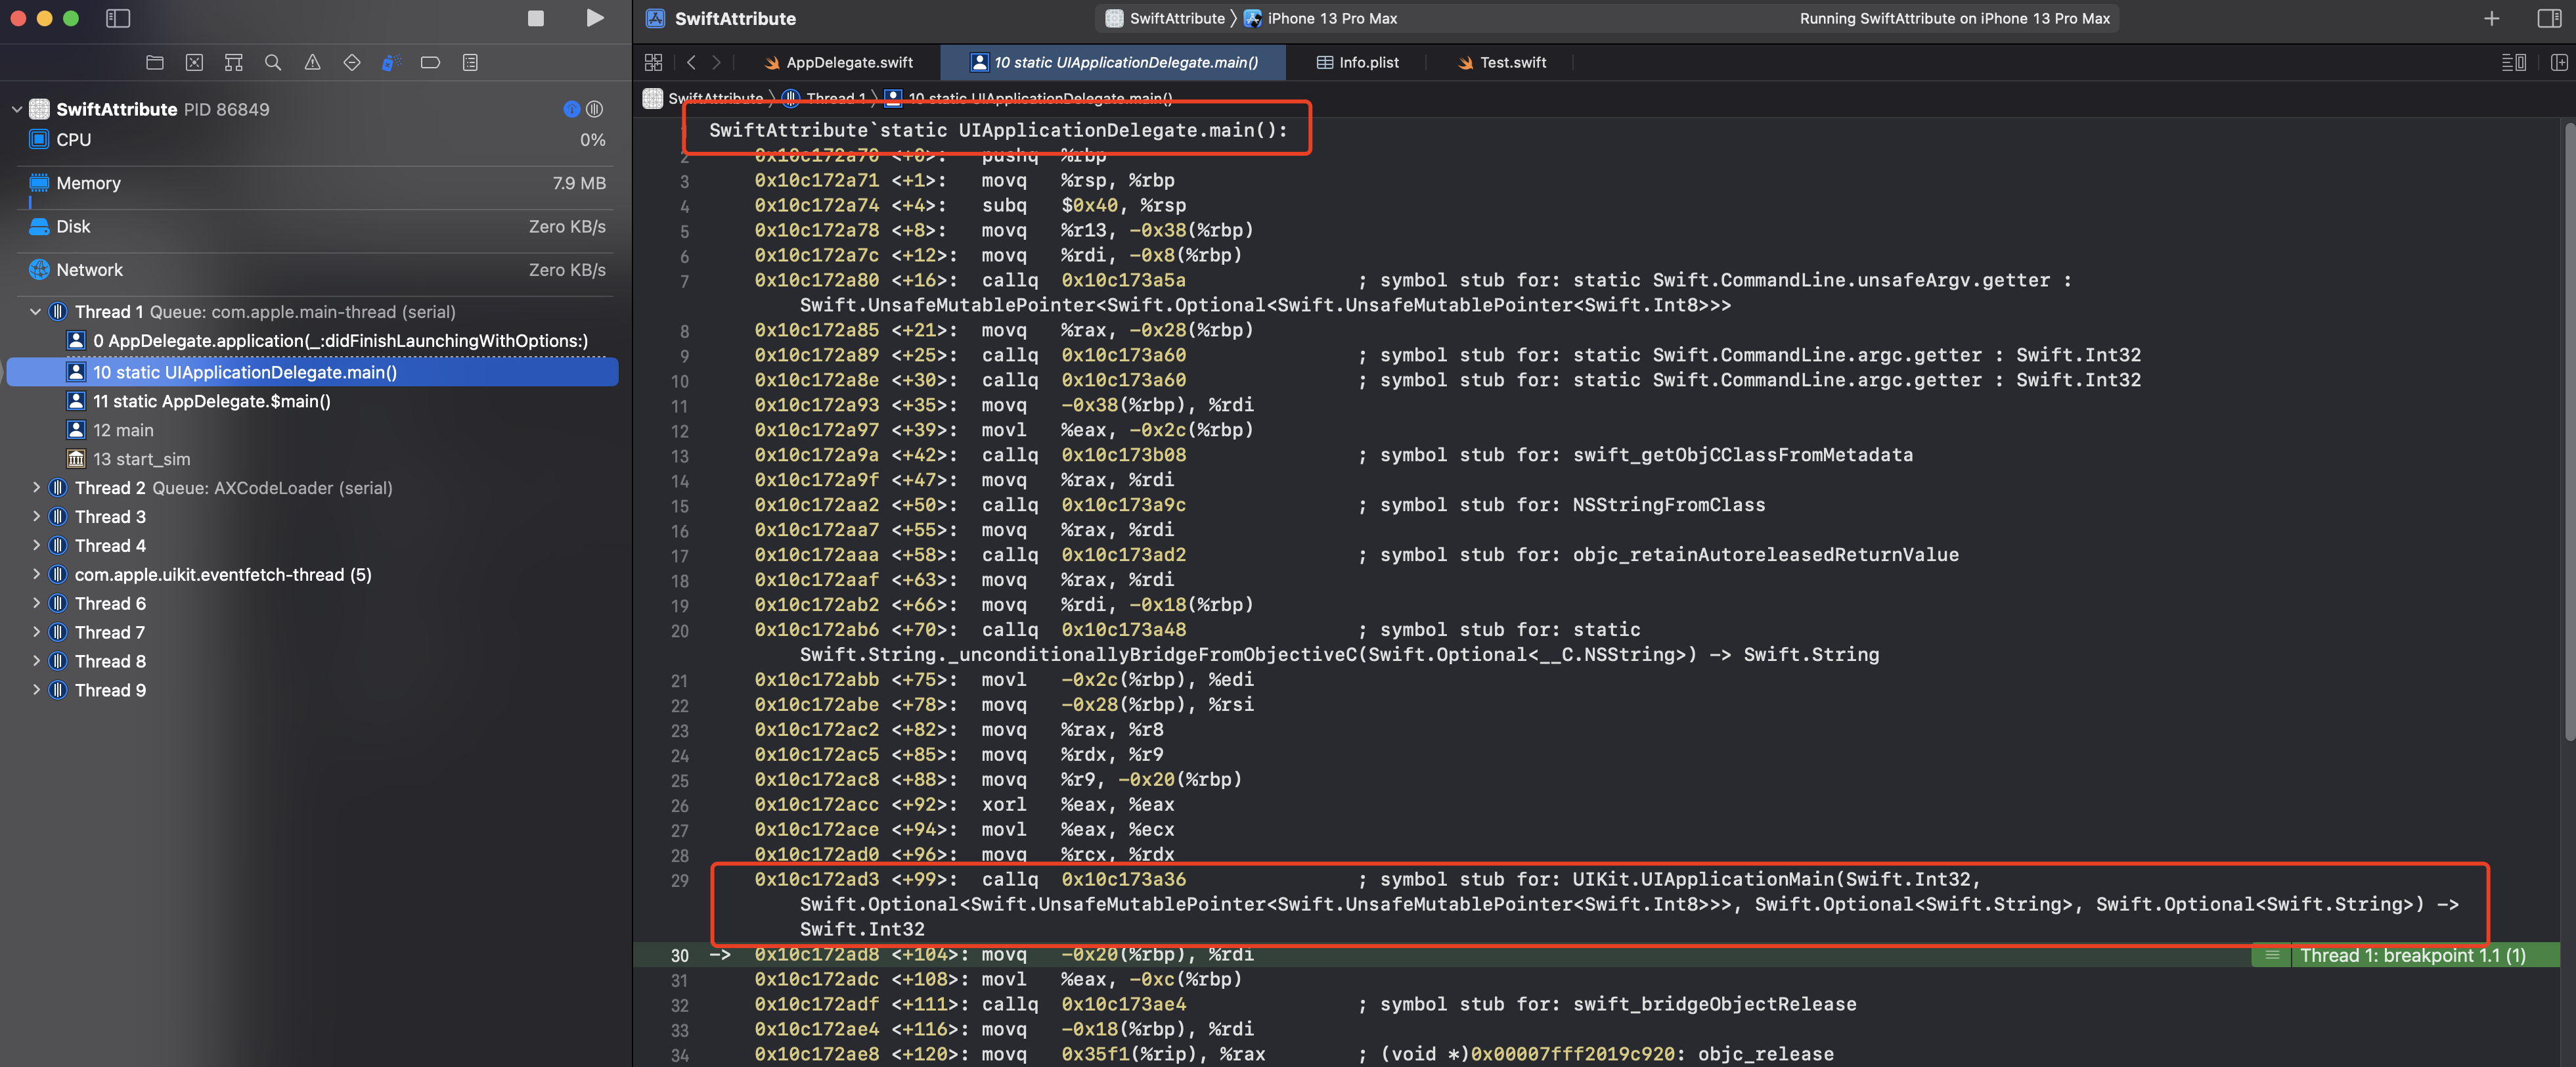 SwiftAttribute
SwiftAttribute 〉 iPhone 13 Pro Max
Running SwiftAttribute on iPhone 13 Pro Max
AppDelegate.swift
10 static UIApplicationDelegate.main()
Info.plist
Test.swift
SwiftAttribute 〉 Thread 1 〉 10 static UIApplicationDelegate.main()
SwiftAttribute PID 86849
CPU 0%
Memory 7.9 MB
Disk Zero KB/s
Network Zero KB/s
Thread 1 Queue: com.apple.main-thread (serial)
0 AppDelegate.application(_:didFinishLaunchingWithOptions:)
10 static UIApplicationDelegate.main()
11 static AppDelegate.$main()
12 main
13 start_sim
Thread 2 Queue: AXCodeLoader (serial)
Thread 3
Thread 4
com.apple.uikit.eventfetch-thread (5)
Thread 6
Thread 7
Thread 8
Thread 9
SwiftAttribute`static UIApplicationDelegate.main():
2 0x10c172a70 <+0>: pushq %rbp
3 0x10c172a71 <+1>: movq %rsp, %rbp
4 0x10c172a74 <+4>: subq $0x40, %rsp
5 0x10c172a78 <+8>: movq %r13, -0x38(%rbp)
6 0x10c172a7c <+12>: movq %rdi, -0x8(%rbp)
7 0x10c172a80 <+16>: callq 0x10c173a5a ; symbol stub for: static Swift.CommandLine.unsafeArgv.getter :
Swift.UnsafeMutablePointer<Swift.Optional<Swift.UnsafeMutablePointer<Swift.Int8>>>
8 0x10c172a85 <+21>: movq %rax, -0x28(%rbp)
9 0x10c172a89 <+25>: callq 0x10c173a60 ; symbol stub for: static Swift.CommandLine.argc.getter : Swift.Int32
10 0x10c172a8e <+30>: callq 0x10c173a60 ; symbol stub for: static Swift.CommandLine.argc.getter : Swift.Int32
11 0x10c172a93 <+35>: movq -0x38(%rbp), %rdi
12 0x10c172a97 <+39>: movl %eax, -0x2c(%rbp)
13 0x10c172a9a <+42>: callq 0x10c173b08 ; symbol stub for: swift_getObjCClassFromMetadata
14 0x10c172a9f <+47>: movq %rax, %rdi
15 0x10c172aa2 <+50>: callq 0x10c173a9c ; symbol stub for: NSStringFromClass
16 0x10c172aa7 <+55>: movq %rax, %rdi
17 0x10c172aaa <+58>: callq 0x10c173ad2 ; symbol stub for: objc_retainAutoreleasedReturnValue
18 0x10c172aaf <+63>: movq %rax, %rdi
19 0x10c172ab2 <+66>: movq %rdi, -0x18(%rbp)
20 0x10c172ab6 <+70>: callq 0x10c173a48 ; symbol stub for: static
Swift.String._unconditionallyBridgeFromObjectiveC(Swift.Optional<__C.NSString>) -> Swift.String
21 0x10c172abb <+75>: movl -0x2c(%rbp), %edi
22 0x10c172abe <+78>: movq -0x28(%rbp), %rsi
23 0x10c172ac2 <+82>: movq %rax, %r8
24 0x10c172ac5 <+85>: movq %rdx, %r9
25 0x10c172ac8 <+88>: movq %r9, -0x20(%rbp)
26 0x10c172acc <+92>: xorl %eax, %eax
27 0x10c172ace <+94>: movl %eax, %ecx
28 0x10c172ad0 <+96>: movq %rcx, %rdx
29 0x10c172ad3 <+99>: callq 0x10c173a36 ; symbol stub for: UIKit.UIApplicationMain(Swift.Int32,
Swift.Optional<Swift.UnsafeMutablePointer<Swift.UnsafeMutablePointer<Swift.Int8>>>, Swift.Optional<Swift.String>, Swift.Optional<Swift.String>) ->
Swift.Int32
30 -> 0x10c172ad8 <+104>: movq -0x20(%rbp), %rdi Thread 1: breakpoint 1.1 (1)
31 0x10c172adc <+108>: movl %eax, -0xc(%rbp)
32 0x10c172adf <+111>: callq 0x10c173ae4 ; symbol stub for: swift_bridgeObjectRelease
33 0x10c172ae4 <+116>: movq -0x18(%rbp), %rdi
34 0x10c172ae8 <+120>: movq 0x35f1(%rip), %rax ; (void *)0x00007fff2019c920: objc_release